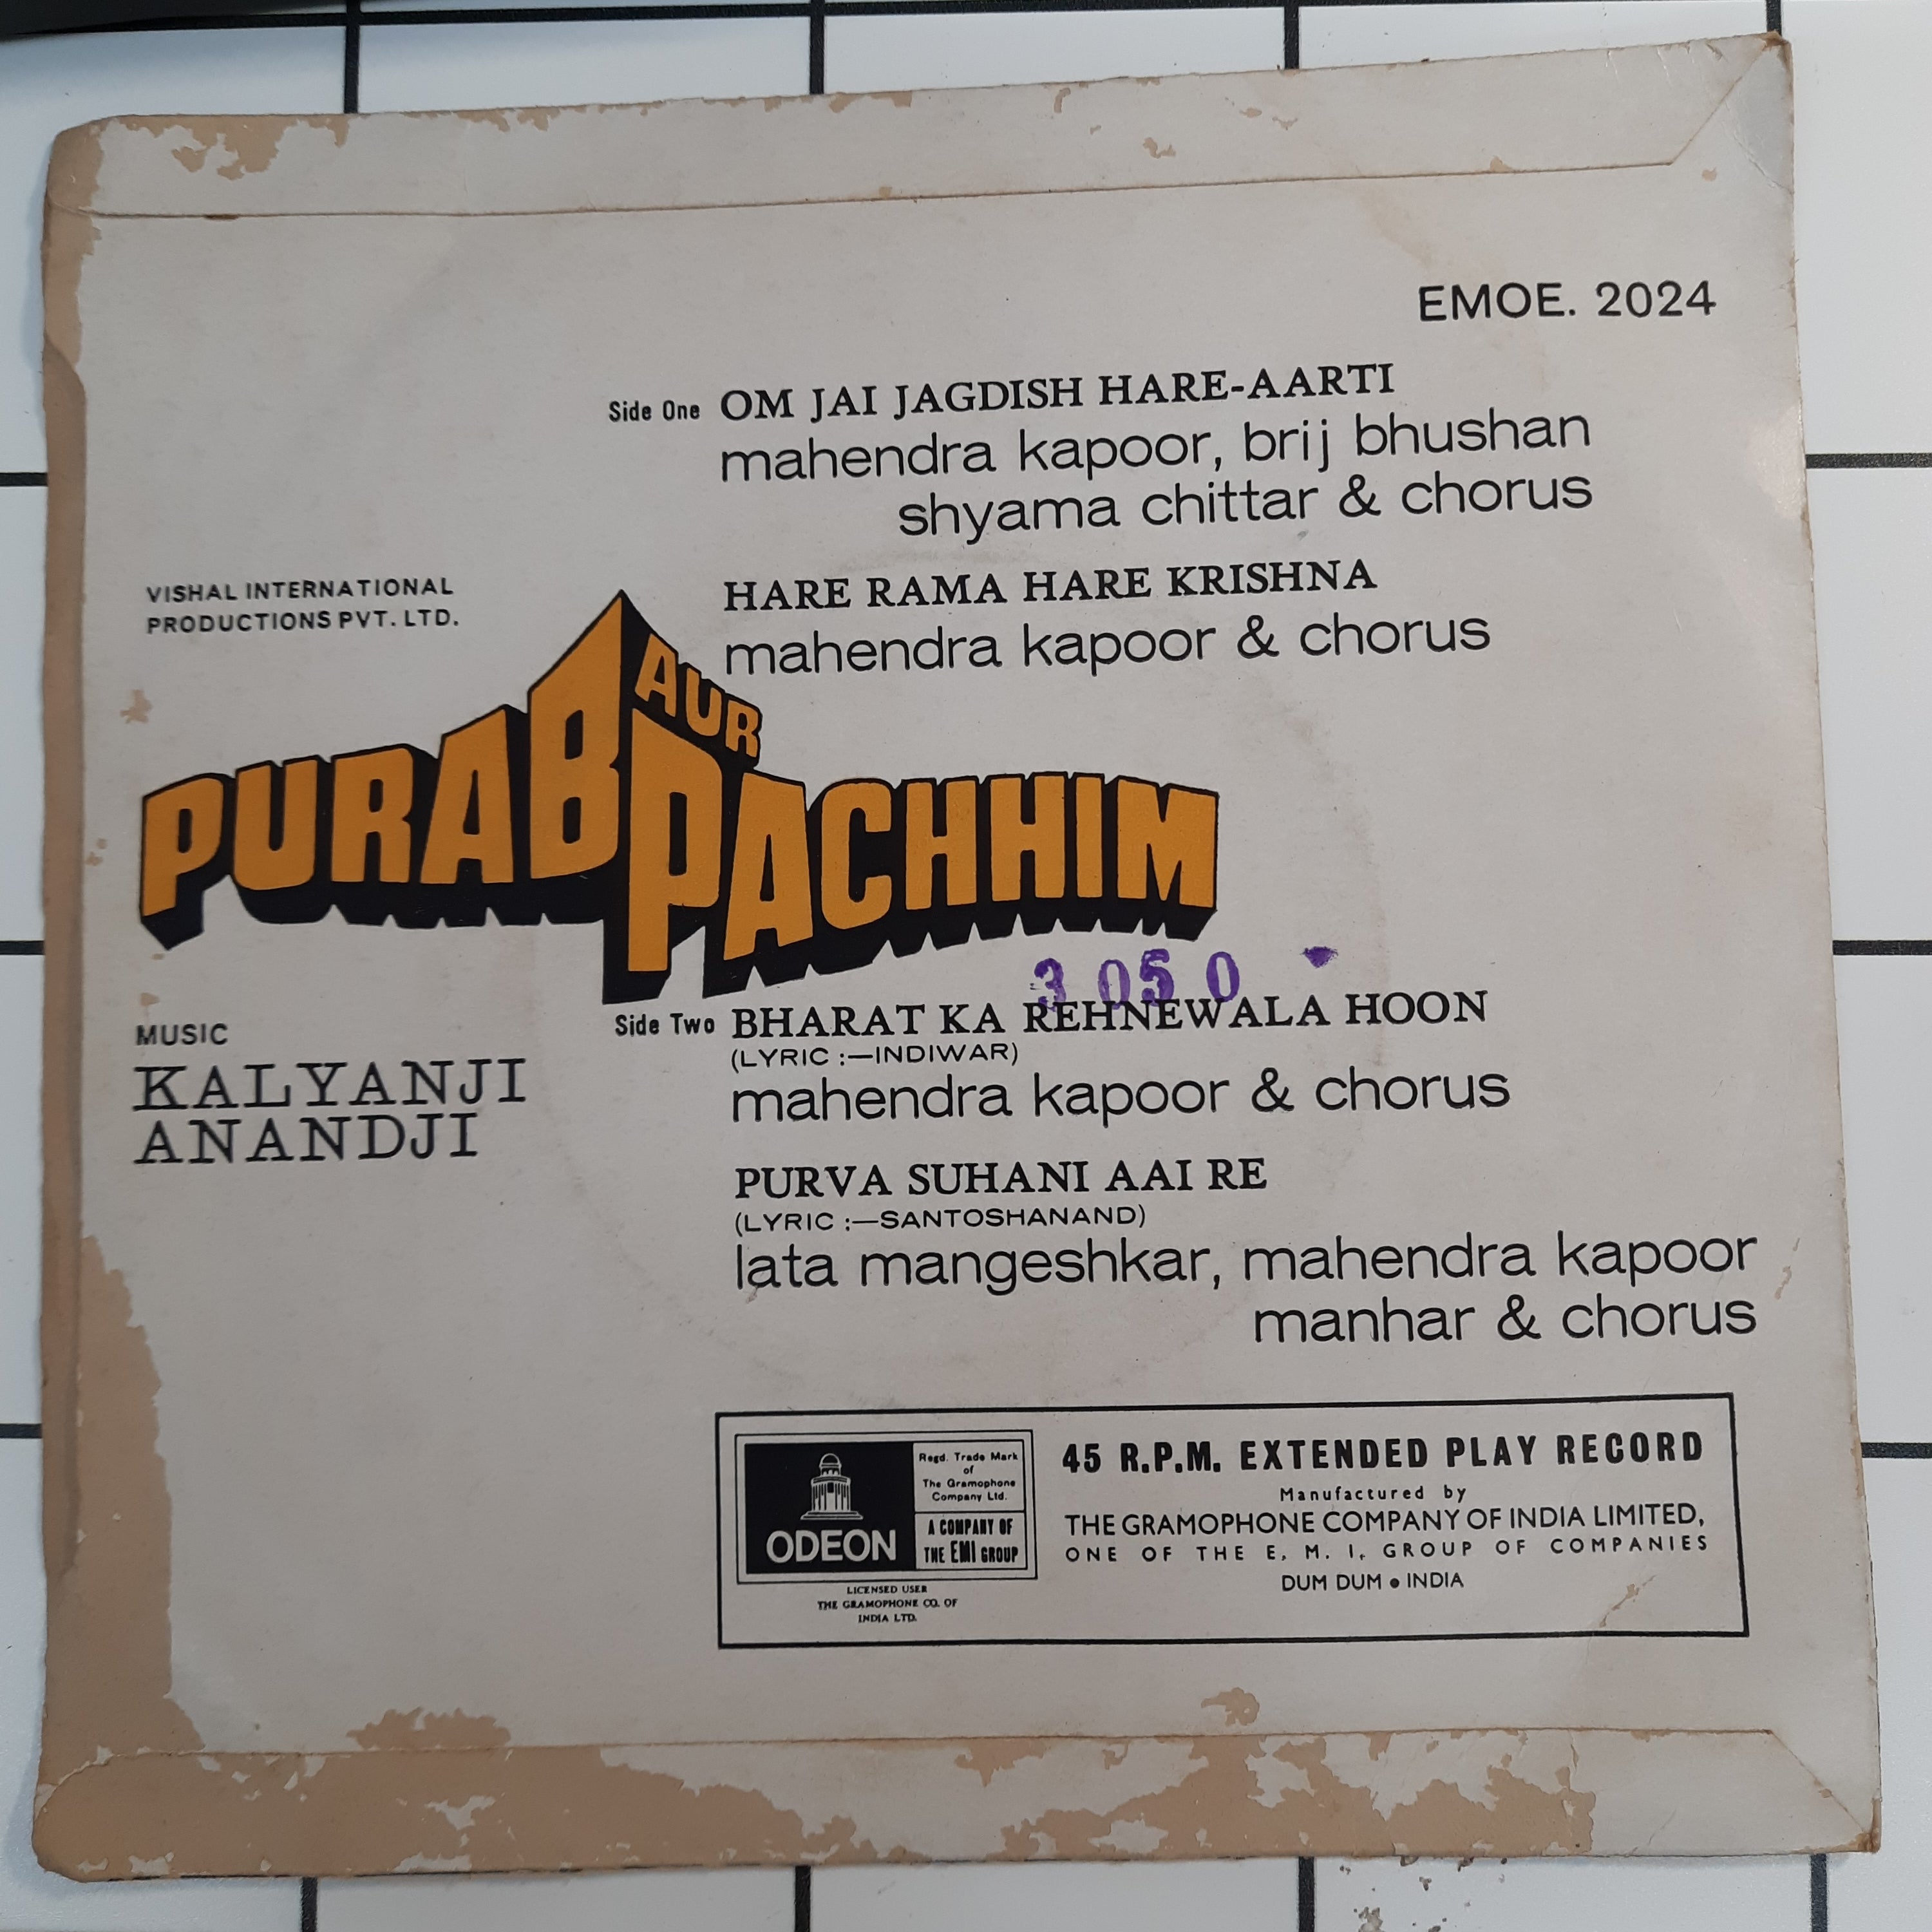 EMOE. 2024
Side One OM JAI JAGDISH HARE-AARTI
mahendra kapoor, brij bhushan
shyama chittar & chorus
HARE RAMA HARE KRISHNA
mahendra kapoor & chorus
VISHAL INTERNATIONAL
PRODUCTIONS PVT. LTD.
PURAB AUR PACHHIM
3050
MUSIC
KALYANJI
ANANDJI
Side Two BHARAT KA REHNEWALA HOON
(LYRIC :—INDIWAR)
mahendra kapoor & chorus
PURVA SUHANI AAI RE
(LYRIC :—SANTOSHANAND)
lata mangeshkar, mahendra kapoor
manhar & chorus
ODEON
Regd. Trade Mark
of
The Gramophone
Company Ltd.
A COMPANY OF
THE EMI GROUP
LICENSED USER
THE GRAMOPHONE CO. OF
INDIA LTD.
45 R.P.M. EXTENDED PLAY RECORD
Manufactured by
THE GRAMOPHONE COMPANY OF INDIA LIMITED,
ONE OF THE E. M. I. GROUP OF COMPANIES
DUM DUM • INDIA